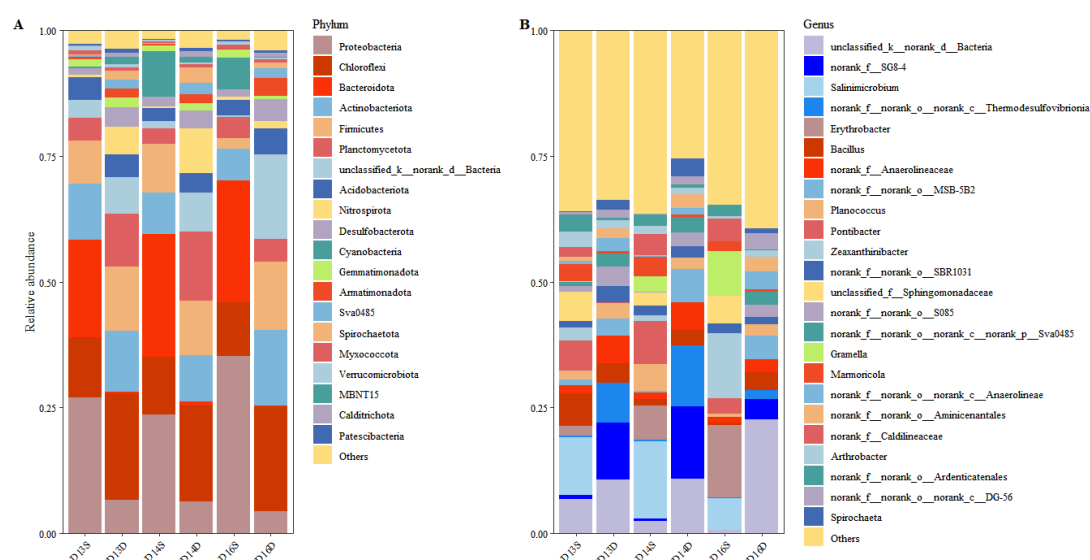 A
Relative abundance
1.00
0.75
0.50
0.25
0.00
D13S
D13D
D14S
D14D
D16S
D16D
Phylum
Proteobacteria
Chloroflexi
Bacteroidota
Actinobacteriota
Firmicutes
Planctomycetota
unclassified_k__norank_d__Bacteria
Acidobacteriota
Nitrospirota
Desulfobacterota
Cyanobacteria
Gemmatimonadota
Armatimonadota
Sva0485
Spirochaetota
Myxococcota
Verrucomicrobiota
MBNT15
Calditrichota
Patescibacteria
Others
B
1.00
0.75
0.50
0.25
0.00
D13S
D13D
D14S
D14D
D16S
D16D
Genus
unclassified_k__norank_d__Bacteria
norank_f__SG8-4
Salinimicrobium
norank_f__norank_o__norank_c__Thermodesulfovibrionia
Erythrobacter
Bacillus
norank_f__Anaerolineaceae
norank_f__norank_o__MSB-5B2
Planococcus
Pontibacter
Zeaxanthinibacter
norank_f__norank_o__SBR1031
unclassified_f__Sphingomonadaceae
norank_f__norank_o__S085
norank_f__norank_o__norank_c__norank_p__Sva0485
Gramella
Marmoricola
norank_f__norank_o__norank_c__Anaerolineae
norank_f__norank_o__Aminicenantales
norank_f__Caldilineaceae
Arthrobacter
norank_f__norank_o__Ardenticatenales
norank_f__norank_o__norank_c__DG-56
Spirochaeta
Others